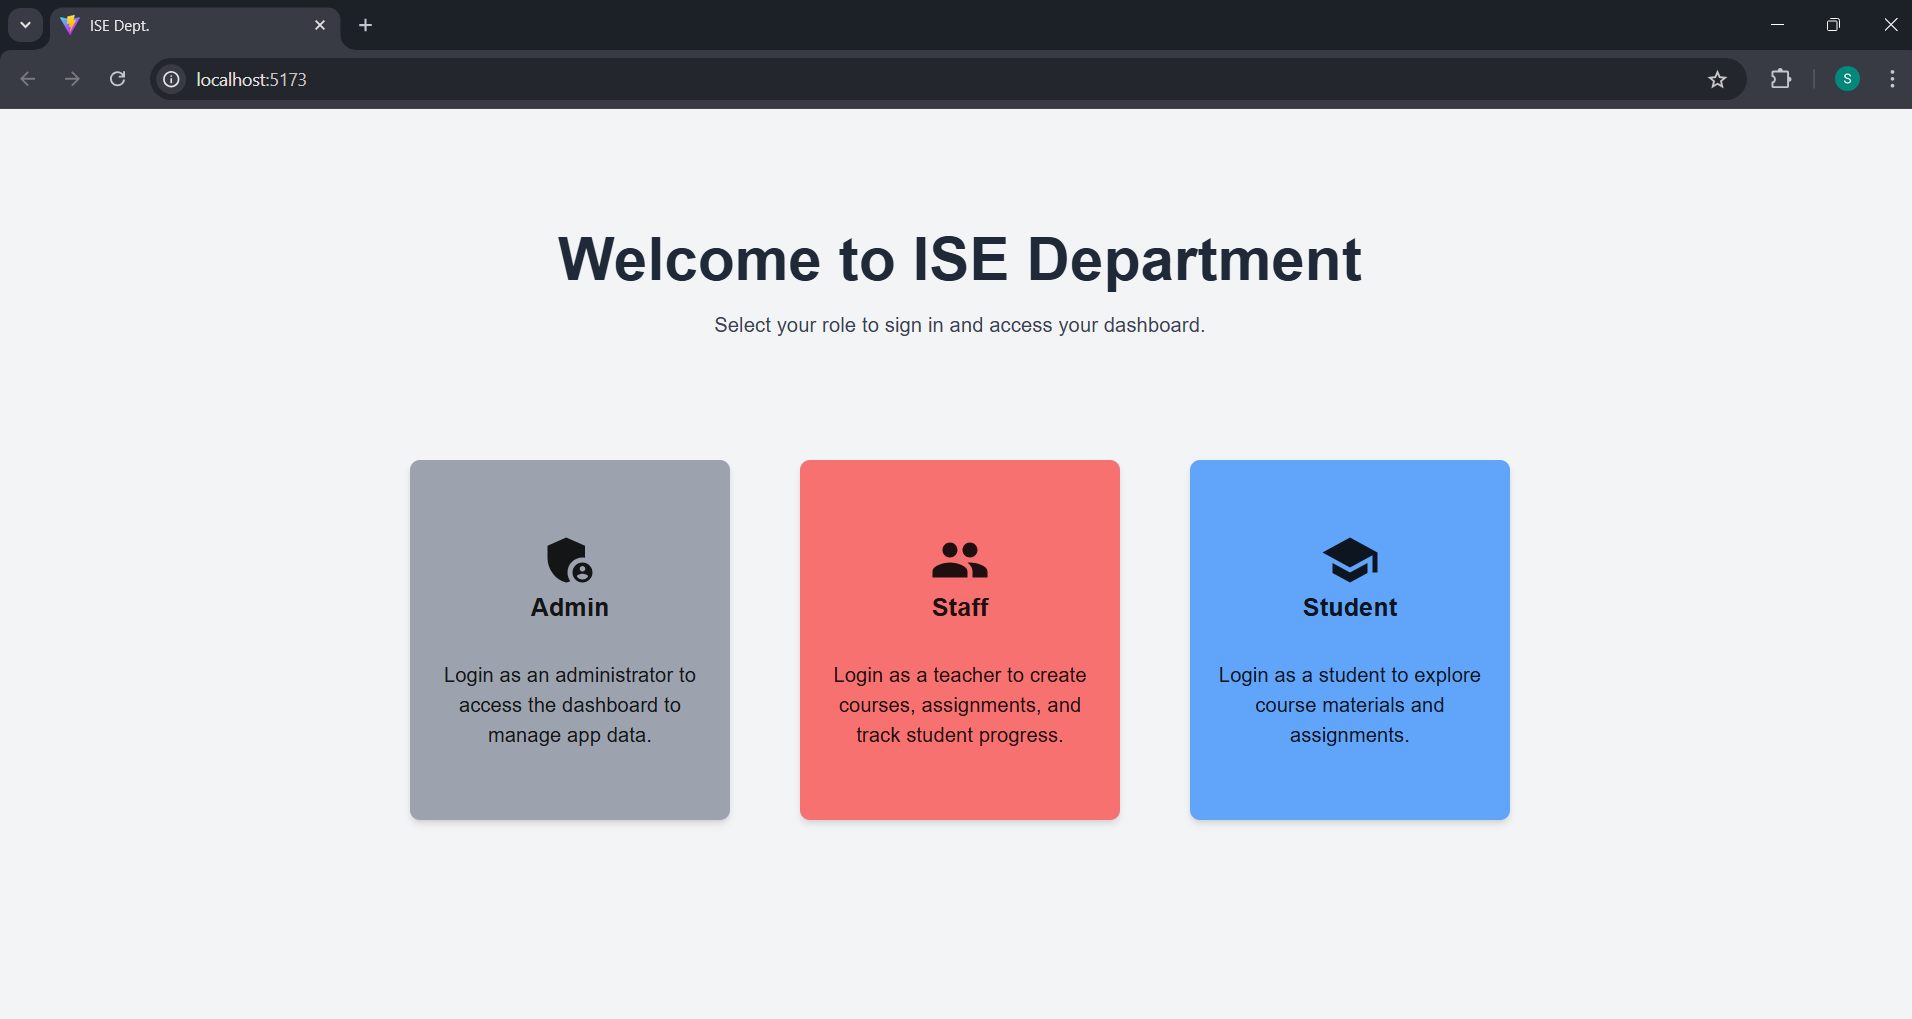 ISE Dept.
localhost:5173
S
Welcome to ISE Department
Select your role to sign in and access your dashboard.
Admin
Login as an administrator to
access the dashboard to
manage app data.
Staff
Login as a teacher to create
courses, assignments, and
track student progress.
Student
Login as a student to explore
course materials and
assignments.